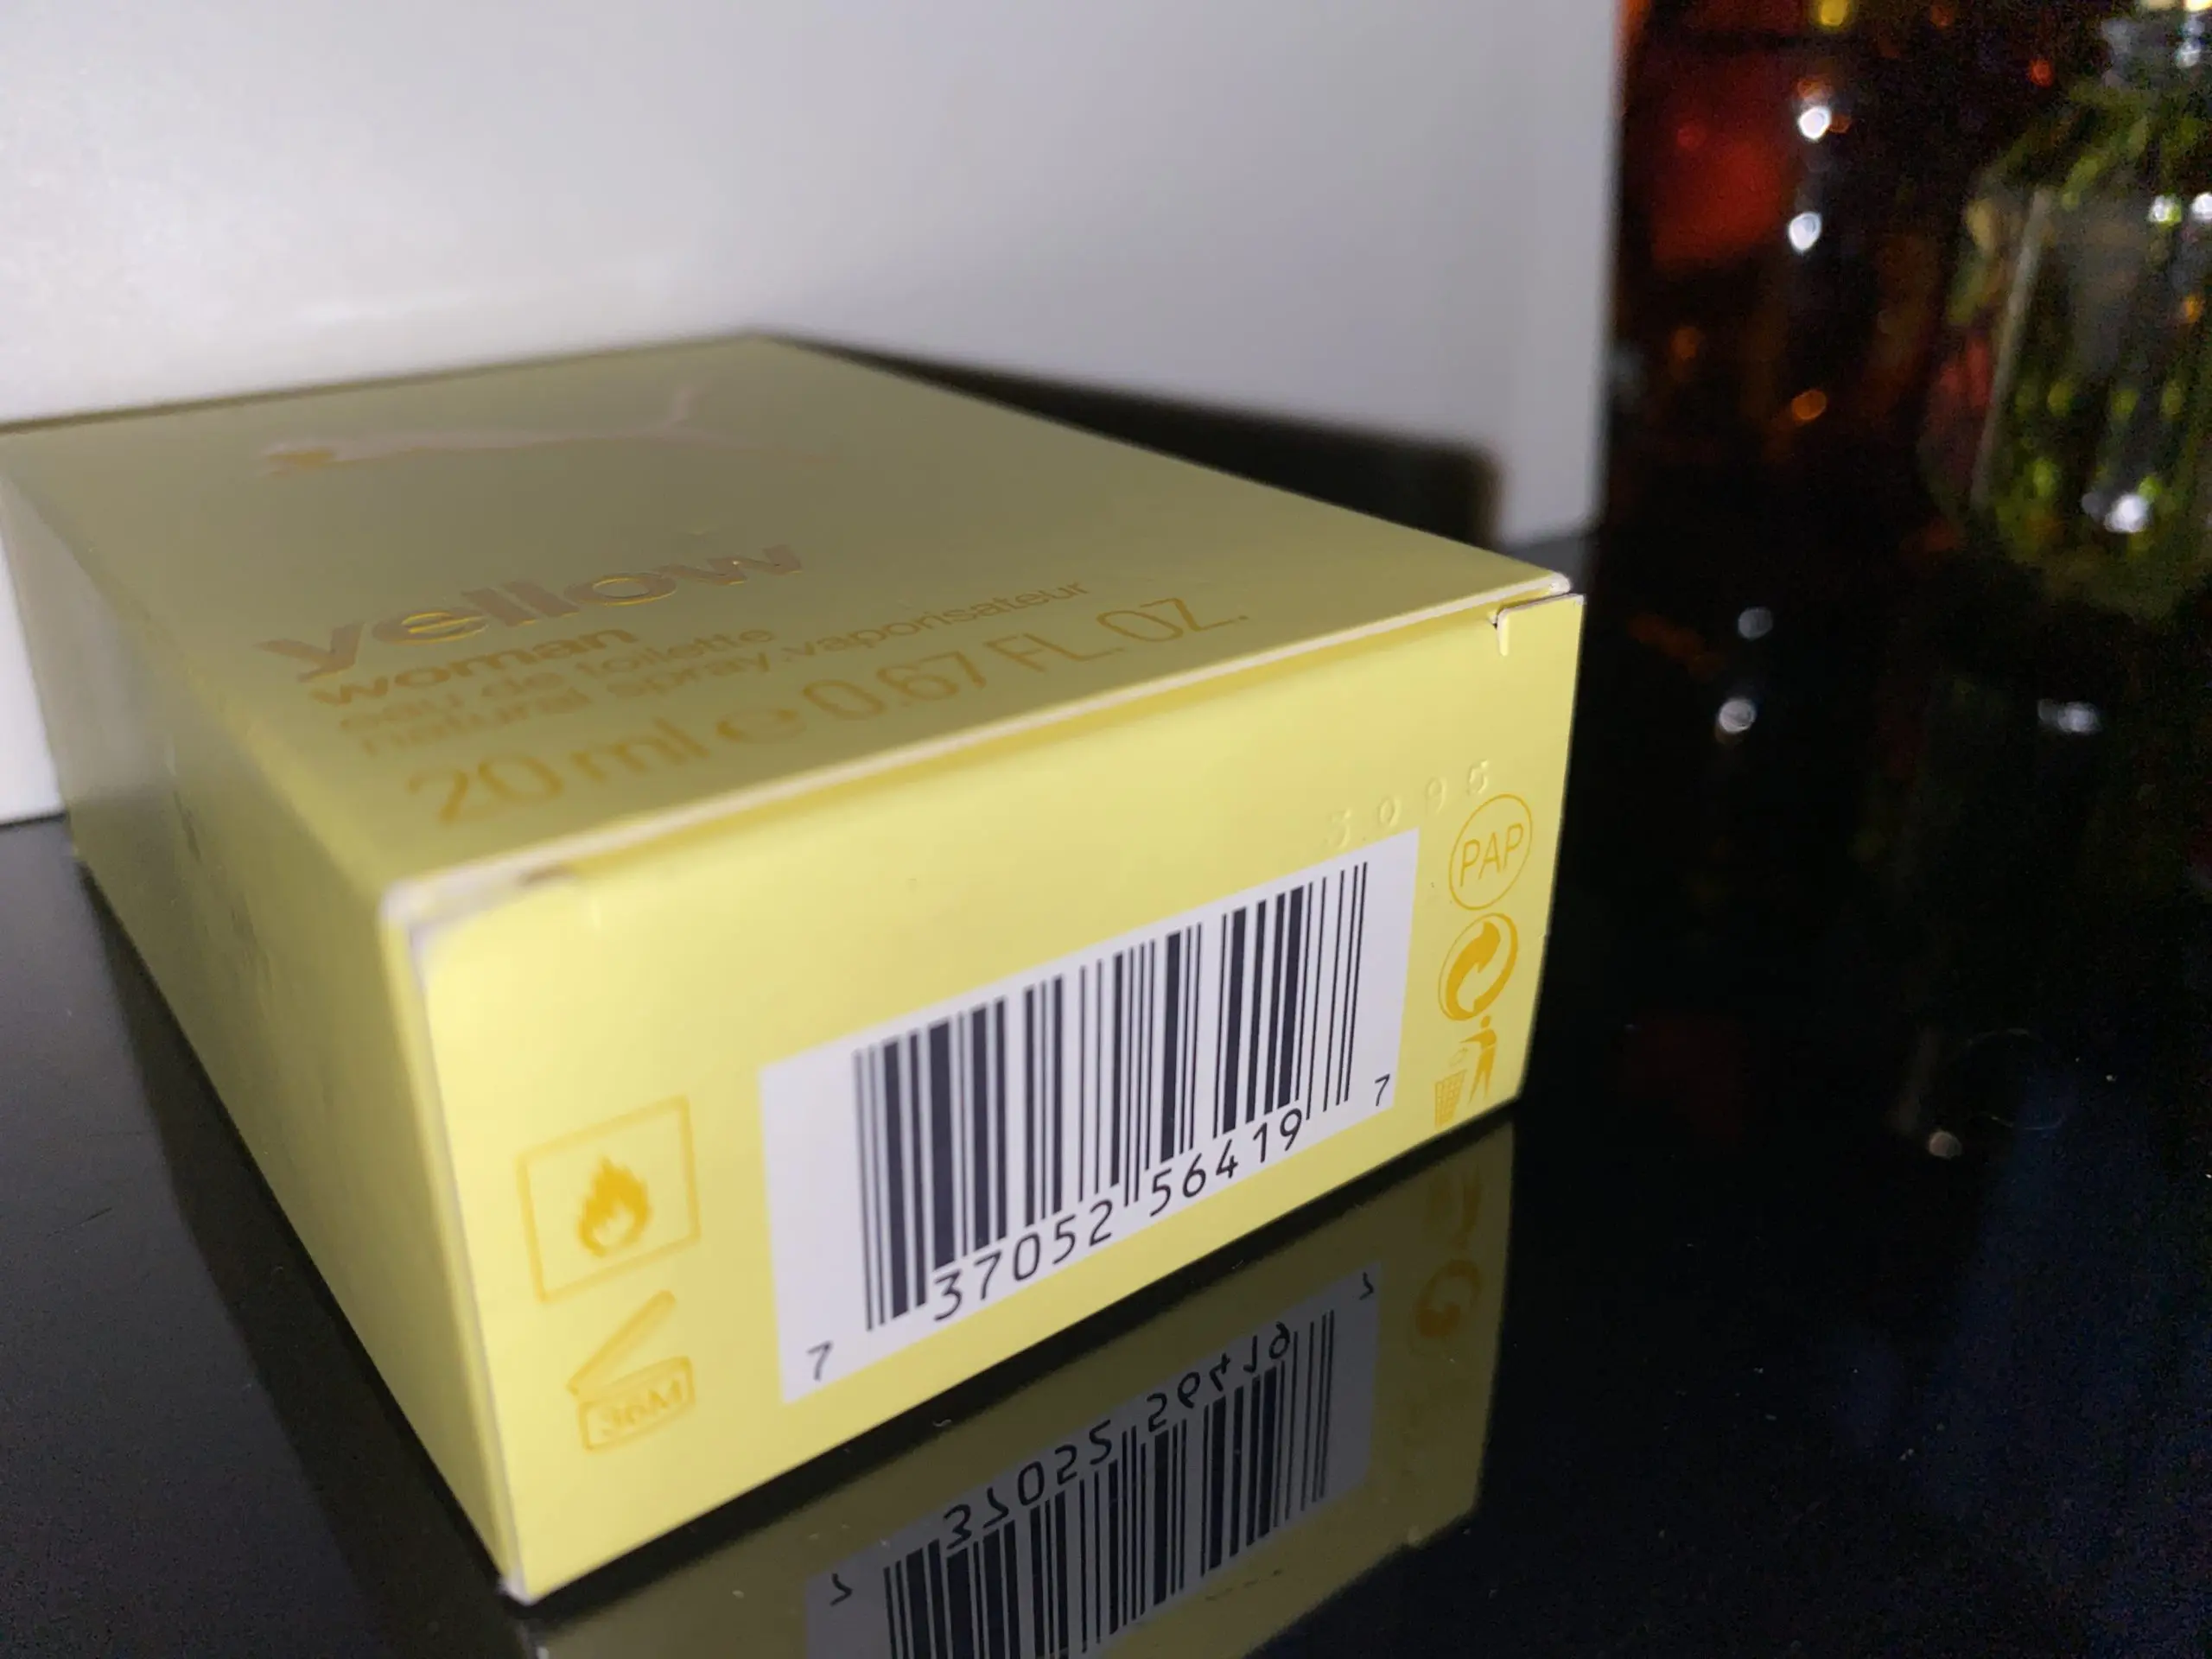 yellow
woman
eau de toilette
natural spray.vaporisateur
20 ml e 0.67 FL. OZ.
PAP
7 37052 56419 7
36M